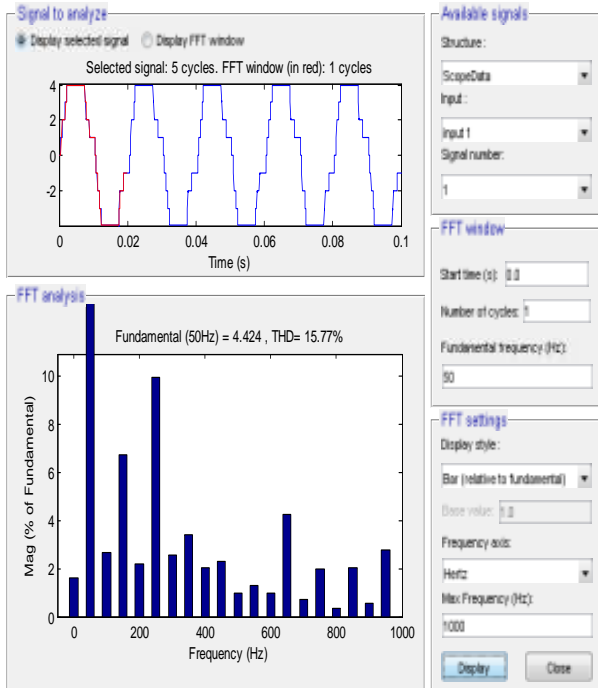 Signal to analyze
Display selected signal Display FFT window
Selected signal: 5 cycles. FFT window (in red): 1 cycles
4
2
0
-2
0 0.02 0.04 0.06 0.08 0.1
Time (s)
FFT analysis
Fundamental (50Hz) = 4.424 , THD= 15.77%
Mag (% of Fundamental)
10
8
6
4
2
0
0 200 400 600 800 1000
Frequency (Hz)
Available signals
Structure :
ScopeData
Input :
input 1
Signal number:
1
FFT window
Start time (s): 0.0
Number of cycles: 1
Fundamental frequency (Hz):
50
FFT settings
Display style :
Bar (relative to fundamental)
Base value: 1.0
Frequency axis:
Hertz
Max Frequency (Hz):
1000
Display Close